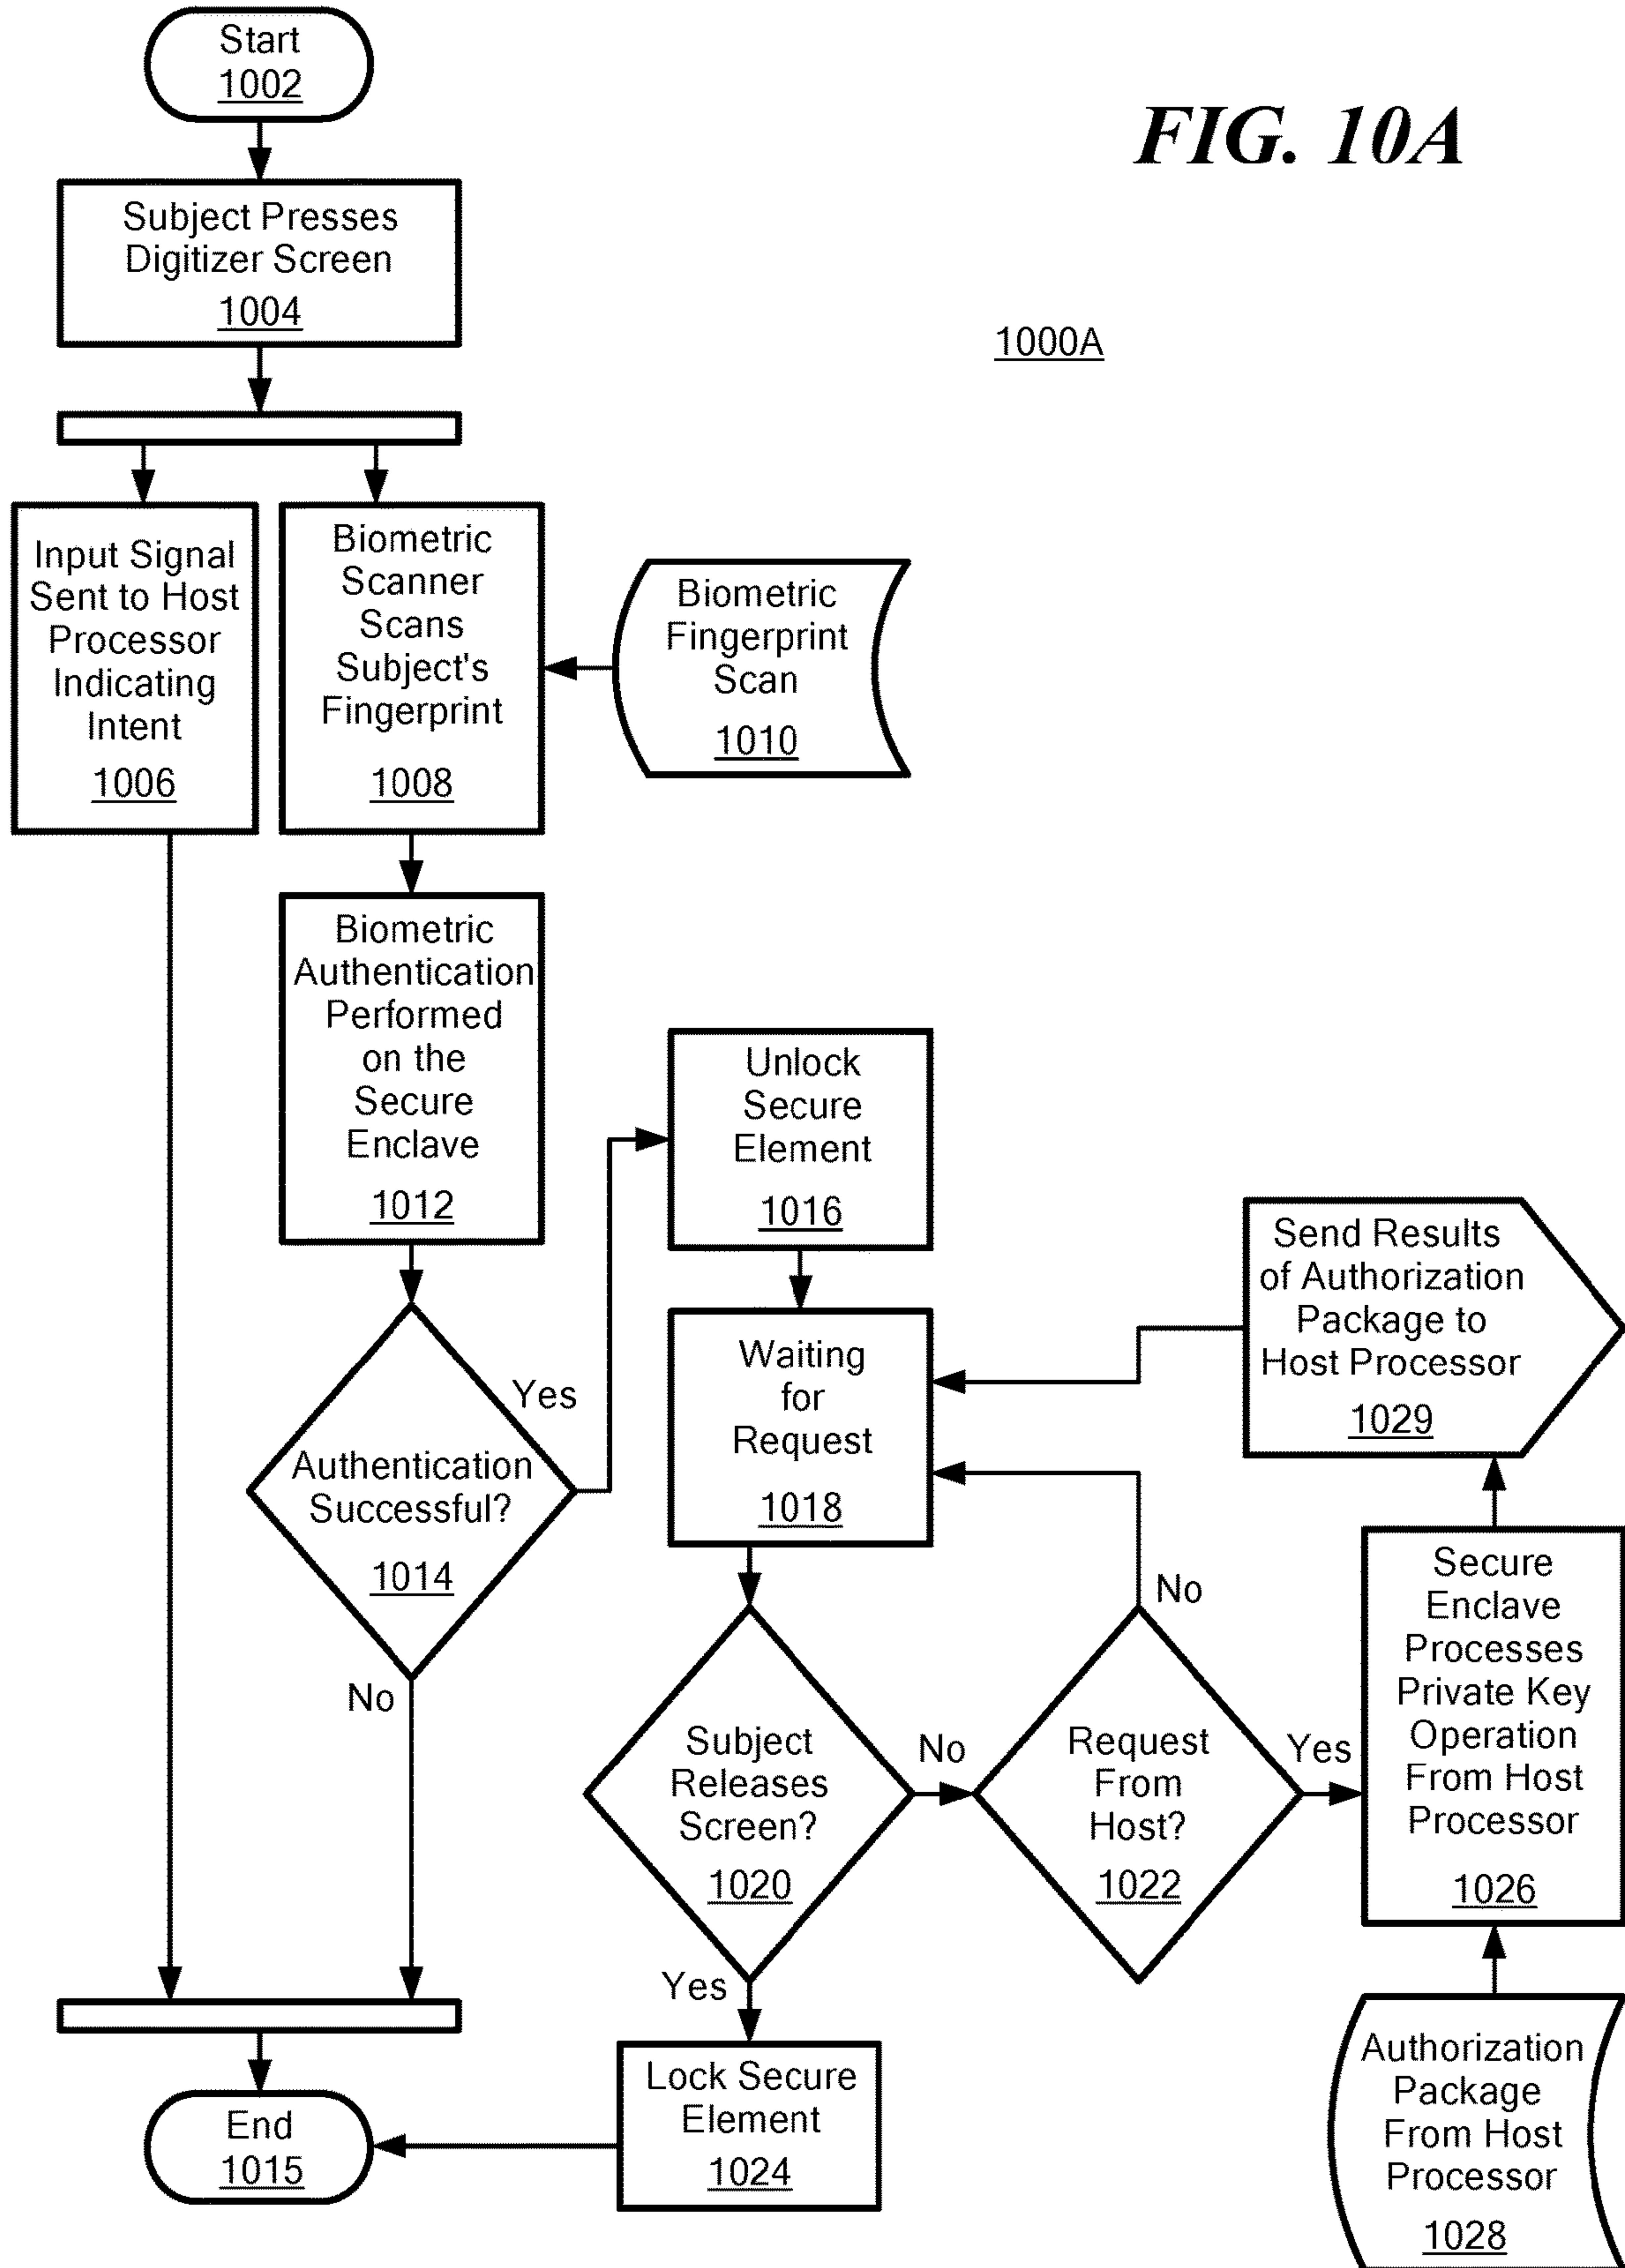 Start
1002
FIG. 10A
Subject Presses
Digitizer Screen
1004
1000A
Input Signal
Sent to Host
Processor
Indicating
Intent
1006
Biometric
Scanner
Scans
Subject's
Fingerprint
1008
Biometric
Fingerprint
Scan
1010
Biometric
Authentication
Performed
on the
Secure
Enclave
1012
Authentication
Successful?
1014
Yes
No
Unlock
Secure
Element
1016
Waiting
for
Request
1018
Subject
Releases
Screen?
1020
No
Yes
Request
From
Host?
1022
No
Yes
Send Results
of Authorization
Package to
Host Processor
1029
Secure
Enclave
Processes
Private Key
Operation
From Host
Processor
1026
Authorization
Package
From Host
Processor
1028
Lock Secure
Element
1024
End
1015